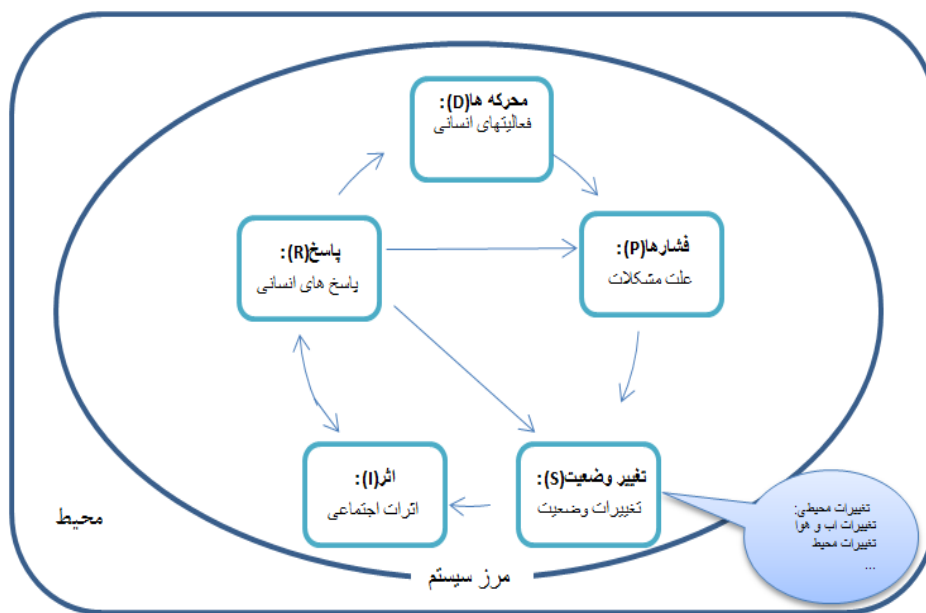 محرکه ها(D):
فعالیتهای انسانی
فشارها(P):
علت مشکلات
پاسخ(R):
پاسخ های انسانی
تغییر وضعیت(S):
تغییرات وضعیت
اثر(I):
اثرات اجتماعی
تغییرات محیطی:
تغییرات اب و هوا
تغییرات محیط
...
محیط
مرز سیستم